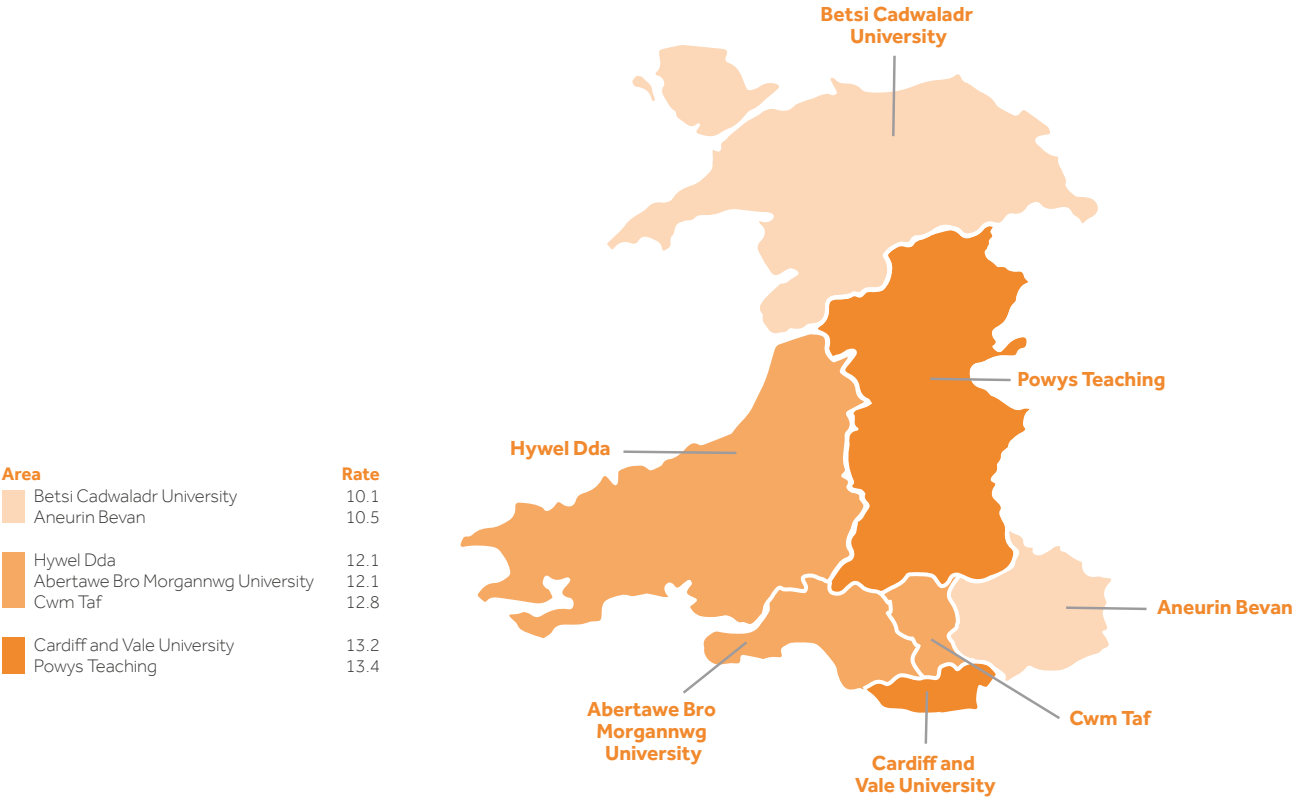 Betsi Cadwaladr
University
Powys Teaching
Hywel Dda
Area Rate
Betsi Cadwaladr University 10.1
Aneurin Bevan 10.5
Hywel Dda 12.1
Abertawe Bro Morgannwg University 12.1
Cwm Taf 12.8
Cardiff and Vale University 13.2
Powys Teaching 13.4
Aneurin Bevan
Abertawe Bro
Morgannwg
University
Cwm Taf
Cardiff and
Vale University